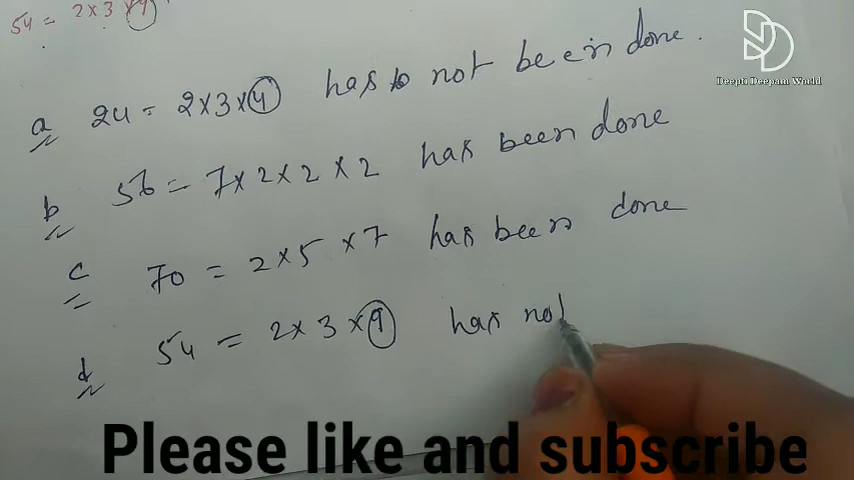 54 = 2×3×9
Deepti Deepam World
a 24 = 2×3×4 has not been done.
b 56 = 7×2×2×2 has been done
c 70 = 2×5×7 has been done
d 54 = 2×3×9 has not
Please like and subscribe